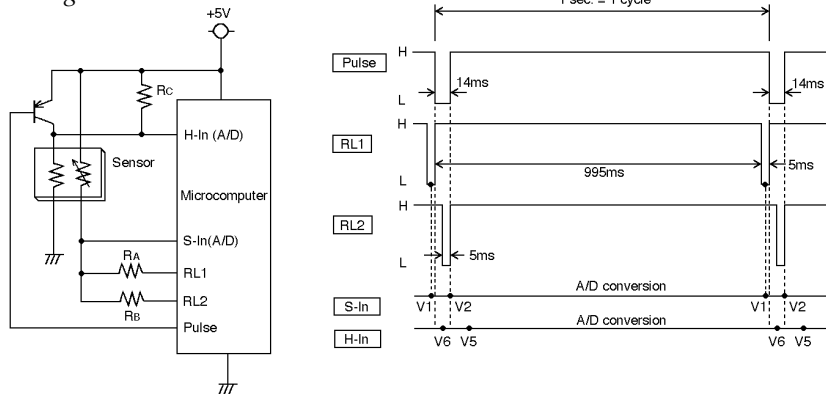 +5V
RC
H-In (A/D)
Sensor
Microcomputer
S-In(A/D)
RA
RL1
RB
RL2
Pulse
1 sec. = 1 cycle
Pulse
H
L
14ms
14ms
RL1
H
L
995ms
5ms
RL2
H
L
5ms
A/D conversion
S-In
V1
V2
V1
V2
A/D conversion
H-In
V6
V5
V6
V5